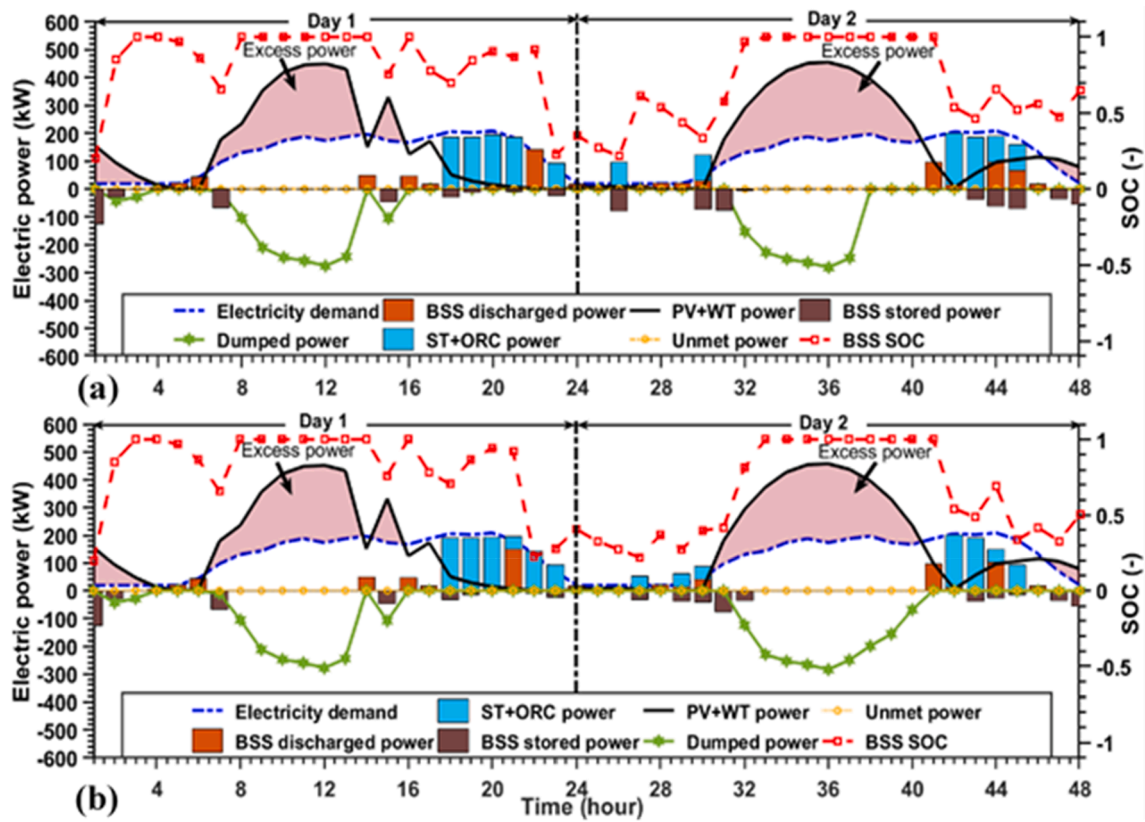 Day 1 Day 2
600 1
500
400 Excess power Excess power
300 0.5
200
100
0 0
-100
-200
-300 -0.5
-400
-500
-600 -1
Electric power (kW) SOC (-)
Electricity demand BSS discharged power PV+WT power BSS stored power
Dumped power ST+ORC power Unmet power BSS SOC
(a) 4 8 12 16 20 24 28 32 36 40 44 48
Day 1 Day 2
600
500 1
400 Excess power Excess power
300 0.5
200
100
0 0
-100
-200
-300 -0.5
-400
-500
-600 -1
Electric power (kW) SOC (-)
Electricity demand ST+ORC power PV+WT power Unmet power
BSS discharged power BSS stored power Dumped power BSS SOC
(b) 4 8 12 16 20 24 28 32 36 40 44 48
Time (hour)